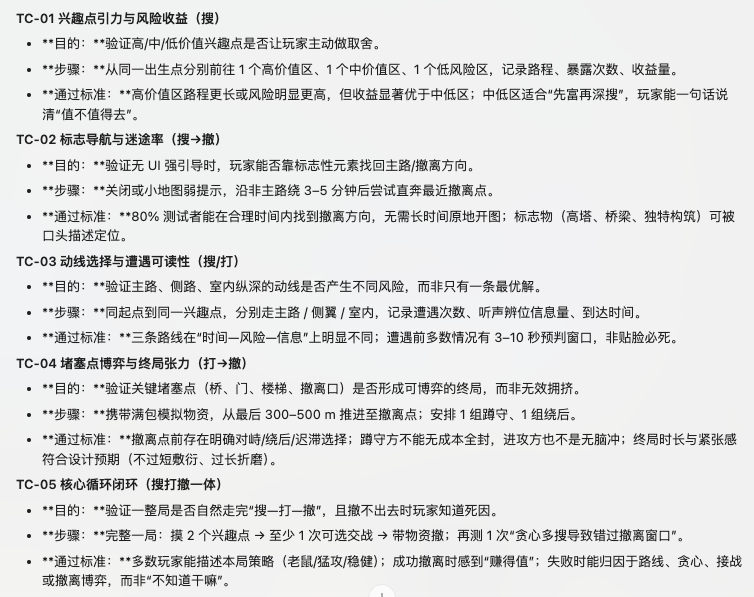 TC-01 兴趣点引力与风险收益（搜）
• **目的：**验证高/中/低价值兴趣点是否让玩家主动做取舍。
• **步骤：**从同一出生点分别前往 1 个高价值区、1 个中价值区、1 个低风险区，记录路程、暴露次数、收益量。
• **通过标准：**高价值区路程更长或风险明显更高，但收益显著优于中低区；中低区适合“先富再深搜”，玩家能一句话说
清“值不值得去”。
TC-02 标志导航与迷途率（搜→撤）
• **目的：**验证无 UI 强引导时，玩家能否靠标志性元素找回主路/撤离方向。
• **步骤：**关闭或小地图弱提示，沿非主路绕 3–5 分钟后尝试直奔最近撤离点。
• **通过标准：**80% 测试者能在合理时间内找到撤离方向，无需长时间原地开图；标志物（高塔、桥梁、独特构筑）可被
口头描述定位。
TC-03 动线选择与遭遇可读性（搜/打）
• **目的：**验证主路、侧路、室内纵深的动线是否产生不同风险，而非只有一条最优解。
• **步骤：**同起点到同一兴趣点，分别走主路 / 侧翼 / 室内，记录遭遇次数、听声辨位信息量、到达时间。
• **通过标准：**三条路线在“时间—风险—信息”上明显不同；遭遇前多数情况有 3–10 秒预判窗口，非贴脸必死。
TC-04 堵塞点博弈与终局张力（打→撤）
• **目的：**验证关键堵塞点（桥、门、楼梯、撤离口）是否形成可博弈的终局，而非无效拥挤。
• **步骤：**携带满包模拟物资，从最后 300–500 m 推进至撤离点；安排 1 组蹲守、1 组绕后。
• **通过标准：**撤离点前存在明确对峙/绕后/迟滞选择；蹲守方不能无成本全封，进攻方也不是无脑冲；终局时长与紧张感
符合设计预期（不过短敷衍、过长折磨）。
TC-05 核心循环闭环（搜打撤一体）
• **目的：**验证一整局是否自然走完“搜—打—撤”，且撤不出去时玩家知道死因。
• **步骤：**完整一局：摸 2 个兴趣点 → 至少 1 次可选交战 → 带物资撤；再测 1 次“贪心多搜导致错过撤离窗口”。
• **通过标准：**多数玩家能描述本局策略（老鼠/猛攻/稳健）；成功撤离时感到“赚得值”；失败时能归因于路线、贪心、接战
或撤离博弈，而非“不知道干嘛”。